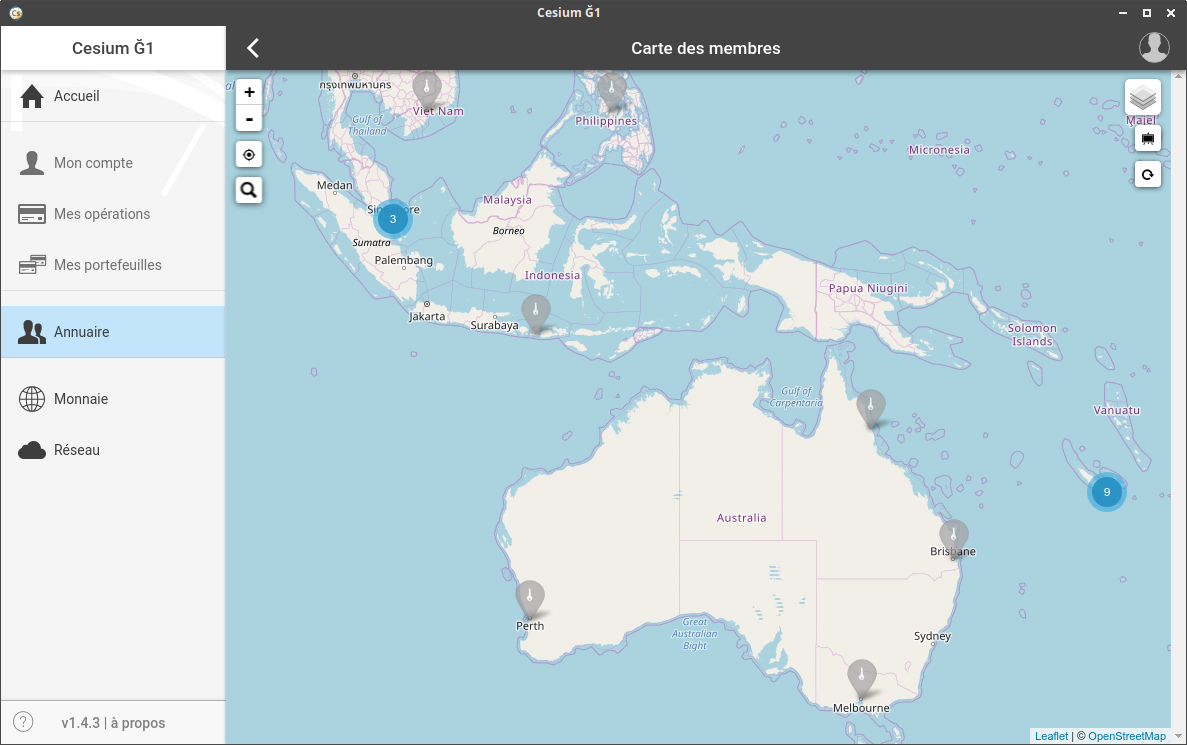 Cesium Ğ1
Cesium Ğ1
Carte des membres
Accueil
Mon compte
Mes opérations
Mes portefeuilles
Annuaire
Monnaie
Réseau
v1.4.3 | à propos
+
-
กรุงเทพมหานคร
Viet Nam
Gulf of
Thailand
Philippines
Micronesia
Medan
Malaysia
3
Sumatra
Borneo
Palembang
Indonesia
Papua Niugini
Jakarta
Surabaya
Solomon
Islands
Gulf of
Carpentaria
Vanuatu
9
Australia
Brisbane
Perth
Great
Australian
Bight
Sydney
Melbourne
Leaflet | © OpenStreetMap